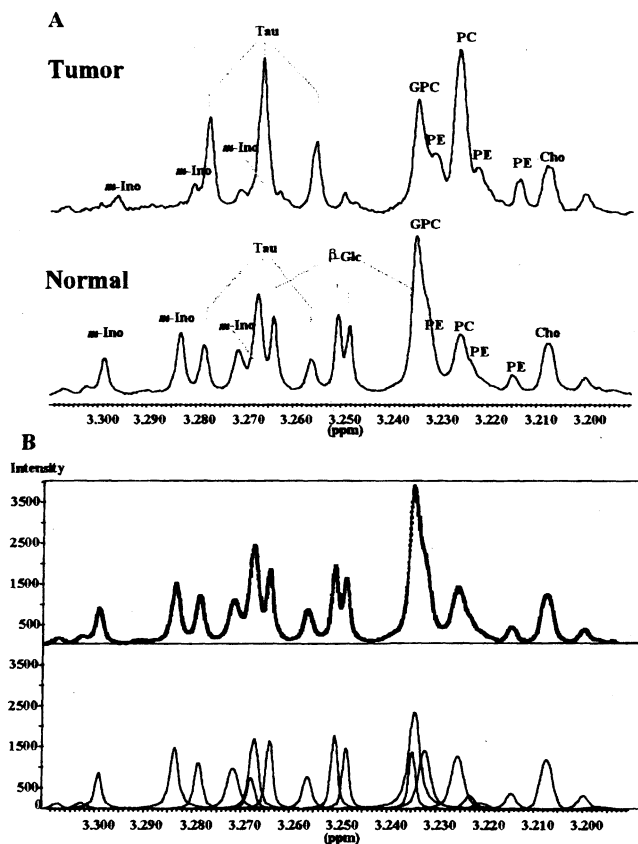 A
Tumor
Tau
PC
GPC
m-Ino
m-Ino
m-Ino
PE
PE
PE
Cho
Normal
Tau
β-Glc
GPC
m-Ino
m-Ino
m-Ino
PE
PC
PE
PE
Cho
3.300 3.290 3.280 3.270 3.260 3.250 3.240 3.230 3.220 3.210 3.200
(ppm)
B
Intensity
3500
2500
1500
500
3500
2500
1500
500
0
3.300 3.290 3.280 3.270 3.260 3.250 3.240 3.230 3.220 3.210 3.200
(ppm)